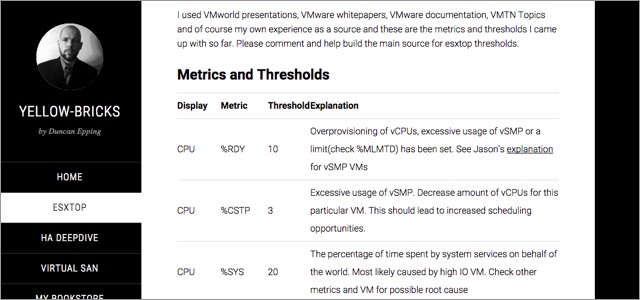 I used VMworld presentations, VMware whitepapers, VMware documentation, VMTN Topics
and of course my own experience as a source and these are the metrics and thresholds I came
up with so far. Please comment and help build the main source for esxtop thresholds.
YELLOW-BRICKS
by Duncan Epping
HOME
ESXTOP
HA DEEPDIVE
VIRTUAL SAN
MY BOOKSTORE
Metrics and Thresholds
Display Metric ThresholdExplanation
CPU %RDY 10 Overprovisioning of vCPUs, excessive usage of vSMP or a
limit(check %MLMTD) has been set. See Jason's explanation
for vSMP VMs
CPU %CSTP 3 Excessive usage of vSMP. Decrease amount of vCPUs for this
particular VM. This should lead to increased scheduling
opportunities.
CPU %SYS 20 The percentage of time spent by system services on behalf of
the world. Most likely caused by high IO VM. Check other
metrics and VM for possible root cause